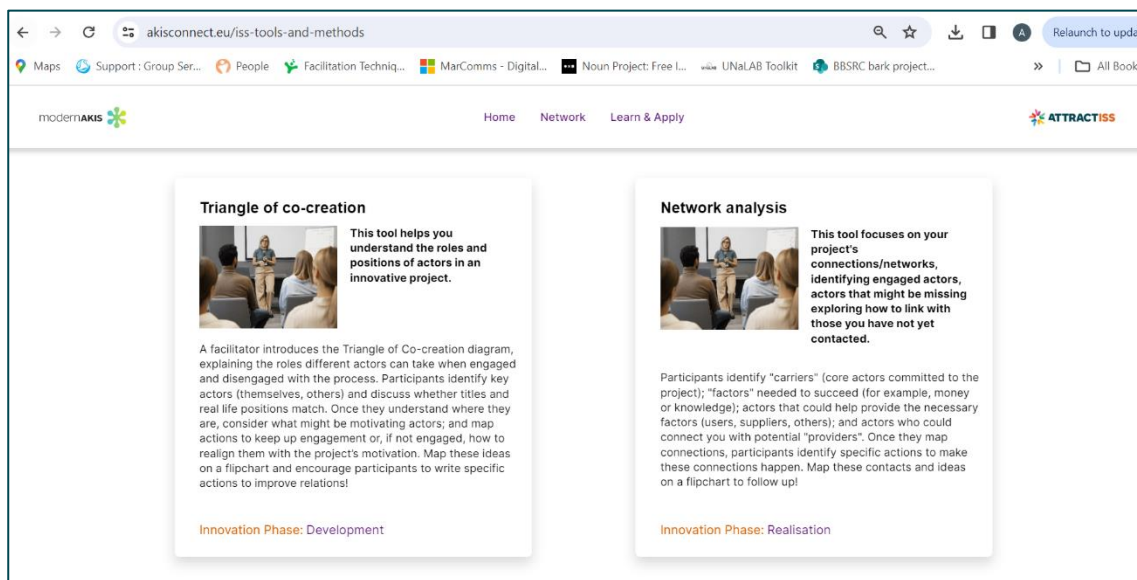 akisconnect.eu/iss-tools-and-methods
A
Relaunch to upda
Maps
Support : Group Ser...
People
Facilitation Techniq...
MarComms - Digital...
Noun Project: Free I...
UNaLAB Toolkit
BBSRC bark project...
»
All Book
modernAKIS
Home
Network
Learn & Apply
ATTRACTISS
Triangle of co-creation
This tool helps you
understand the roles and
positions of actors in an
innovative project.
A facilitator introduces the Triangle of Co-creation diagram,
explaining the roles different actors can take when engaged
and disengaged with the process. Participants identify key
actors (themselves, others) and discuss whether titles and
real life positions match. Once they understand where they
are, consider what might be motivating actors; and map
actions to keep up engagement or, if not engaged, how to
realign them with the project's motivation. Map these ideas
on a flipchart and encourage participants to write specific
actions to improve relations!
Innovation Phase: Development
Network analysis
This tool focuses on your
project's
connections/networks,
identifying engaged actors,
actors that might be missing
exploring how to link with
those you have not yet
contacted.
Participants identify "carriers" (core actors committed to the
project); "factors" needed to succeed (for example, money
or knowledge); actors that could help provide the necessary
factors (users, suppliers, others); and actors who could
connect you with potential "providers". Once they map
connections, participants identify specific actions to make
these connections happen. Map these contacts and ideas
on a flipchart to follow up!
Innovation Phase: Realisation